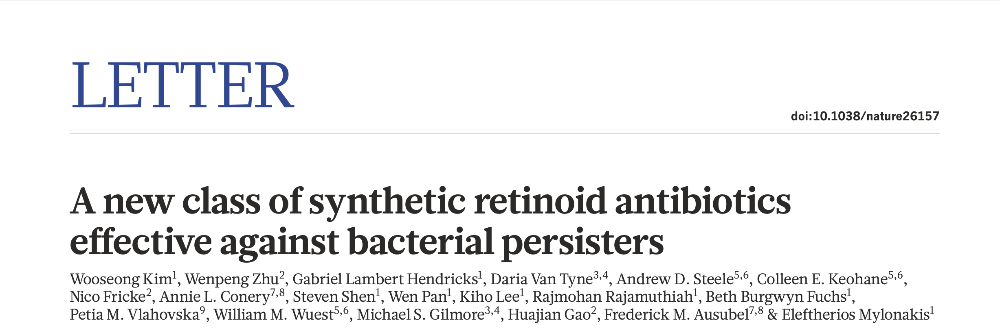 LETTER
doi:10.1038/nature26157
A new class of synthetic retinoid antibiotics
effective against bacterial persisters
Wooseong Kim¹, Wenpeng Zhu², Gabriel Lambert Hendricks¹, Daria Van Tyne³,⁴, Andrew D. Steele⁵,⁶, Colleen E. Keohane⁵,⁶,
Nico Fricke², Annie L. Conery⁷,⁸, Steven Shen¹, Wen Pan¹, Kiho Lee¹, Rajmohan Rajamuthiah¹, Beth Burgwyn Fuchs¹,
Petia M. Vlahovska⁹, William M. Wuest⁵,⁶, Michael S. Gilmore³,⁴, Huajian Gao², Frederick M. Ausubel⁷,⁸ & Eleftherios Mylonakis¹